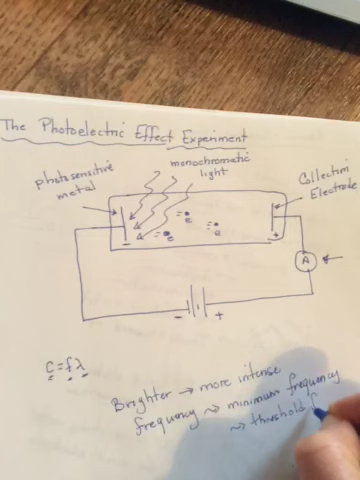 The Photoelectric Effect Experiment
monochromatic
light
photosensitive
metal
Collection
Electrode
e
e
e
-
+
A
- +
C = fλ
Brighter → more intense
frequency ⇝ minimum frequency
⇝ threshold f